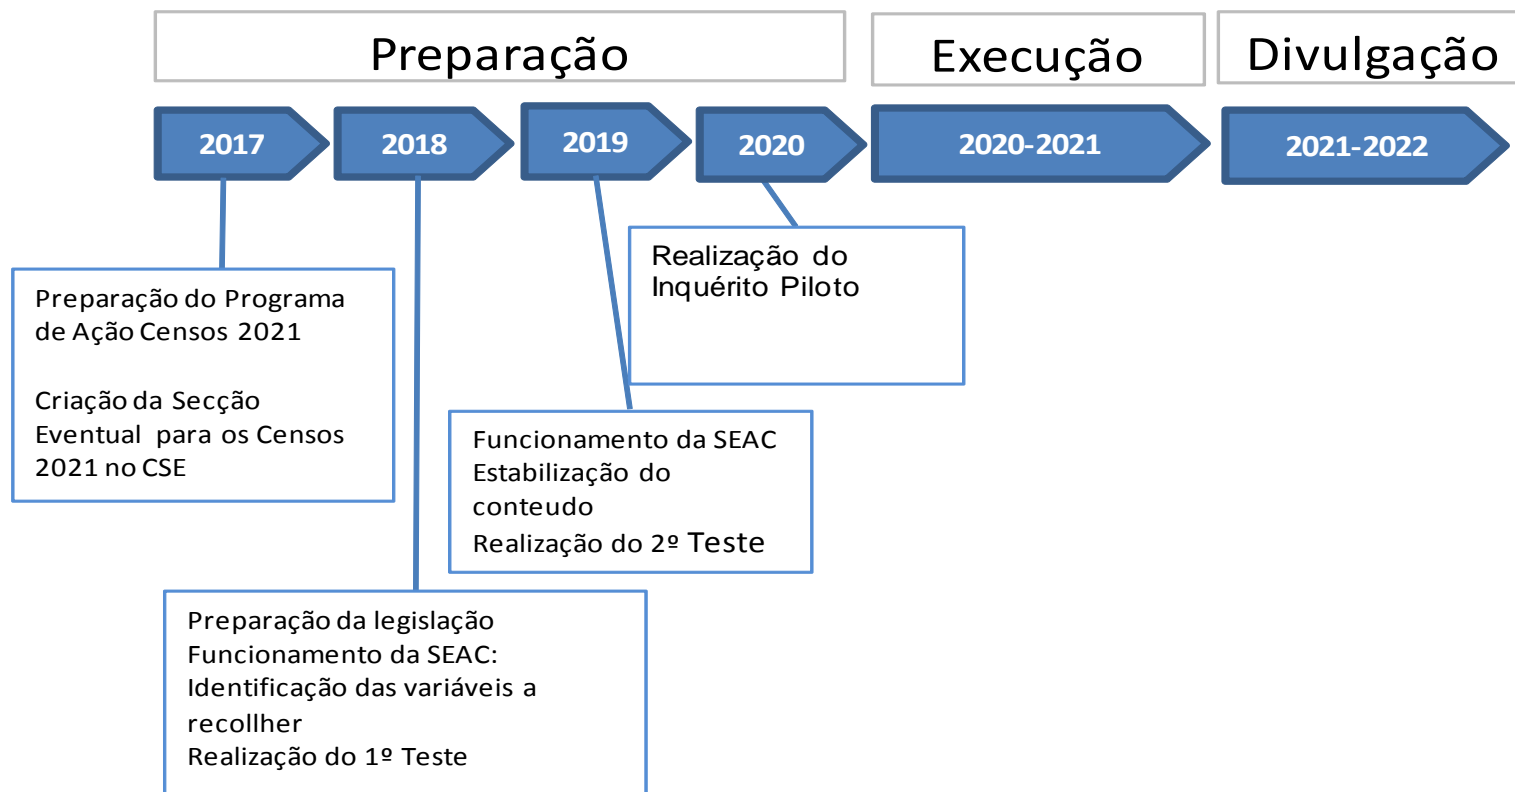 Preparação
Execução
Divulgação
2017
2018
2019
2020
2020-2021
2021-2022
Realização do
Inquérito Piloto
Preparação do Programa
de Ação Censos 2021
Criação da Secção
Eventual para os Censos
2021 no CSE
Funcionamento da SEAC
Estabilização do
conteudo
Realização do 2º Teste
Preparação da legislação
Funcionamento da SEAC:
Identificação das variáveis a
recollher
Realização do 1º Teste